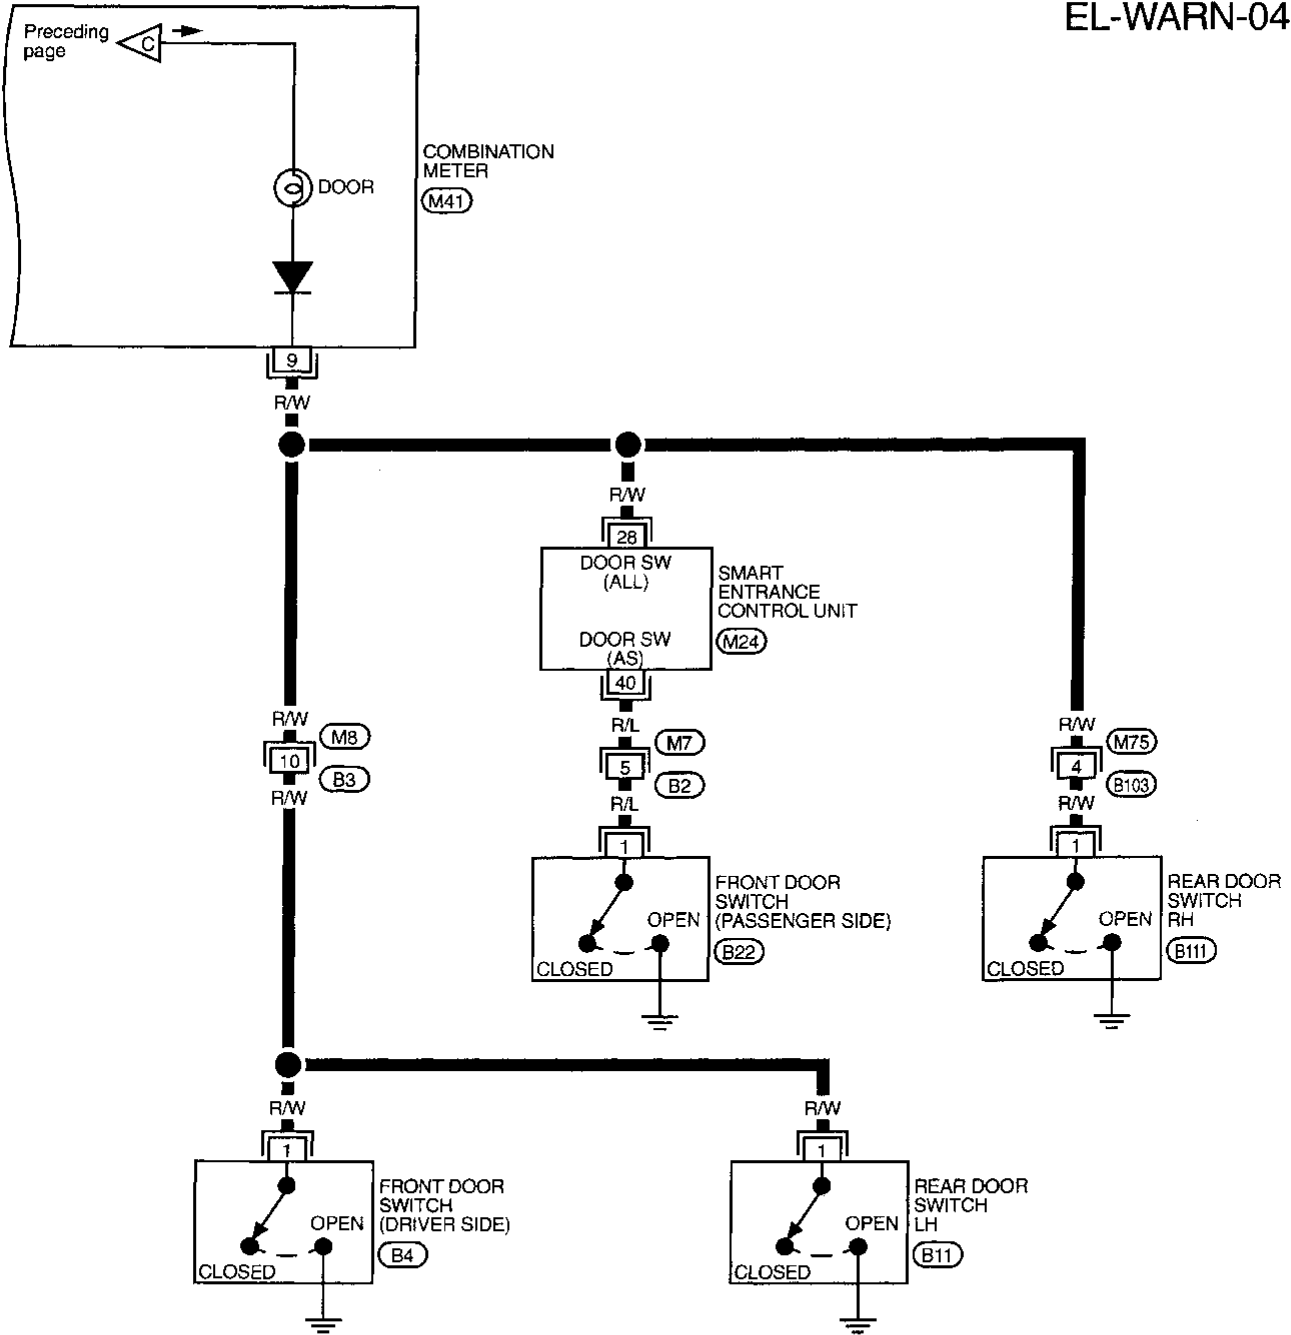 EL-WARN-04
Preceding
page
C
COMBINATION
METER
M41
DOOR
9
R/W
R/W
28
DOOR SW
(ALL)
SMART
ENTRANCE
CONTROL UNIT
M24
DOOR SW
(AS)
40
R/W
M8
10
B3
R/W
R/L
M7
5
B2
R/L
R/W
M75
4
B103
R/W
1
FRONT DOOR
SWITCH
(PASSENGER SIDE)
B22
OPEN
CLOSED
1
REAR DOOR
SWITCH
RH
B111
OPEN
CLOSED
R/W
1
FRONT DOOR
SWITCH
(DRIVER SIDE)
B4
OPEN
CLOSED
R/W
1
REAR DOOR
SWITCH
LH
B11
OPEN
CLOSED